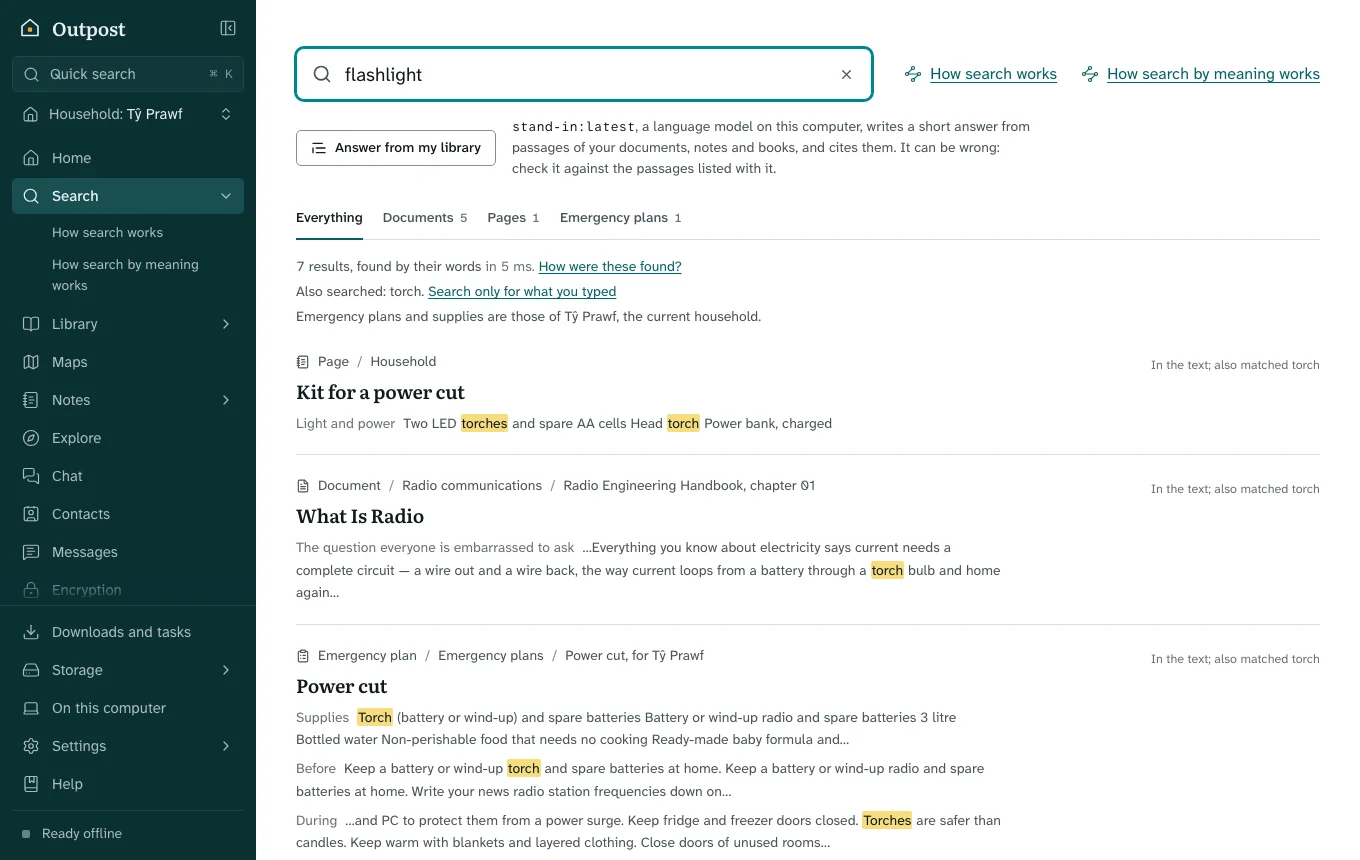 Outpost
Quick search ⌘ K
Household: Tŷ Prawf
Home
Search
How search works
How search by meaning
works
Library
Maps
Notes
Explore
Chat
Contacts
Messages
Encryption
Downloads and tasks
Storage
On this computer
Settings
Help
Ready offline
flashlight
How search works
How search by meaning works
Answer from my library
stand-in:latest, a language model on this computer, writes a short answer from
passages of your documents, notes and books, and cites them. It can be wrong:
check it against the passages listed with it.
Everything Documents 5 Pages 1 Emergency plans 1
7 results, found by their words in 5 ms. How were these found?
Also searched: torch. Search only for what you typed
Emergency plans and supplies are those of Tŷ Prawf, the current household.
Page / Household
In the text; also matched torch
Kit for a power cut
Light and power Two LED torches and spare AA cells Head torch Power bank, charged
Document / Radio communications / Radio Engineering Handbook, chapter 01
In the text; also matched torch
What Is Radio
The question everyone is embarrassed to ask …Everything you know about electricity says current needs a
complete circuit — a wire out and a wire back, the way current loops from a battery through a torch bulb and home
again…
Emergency plan / Emergency plans / Power cut, for Tŷ Prawf
In the text; also matched torch
Power cut
Supplies Torch (battery or wind-up) and spare batteries Battery or wind-up radio and spare batteries 3 litre
Bottled water Non-perishable food that needs no cooking Ready-made baby formula and…
Before Keep a battery or wind-up torch and spare batteries at home. Keep a battery or wind-up radio and spare
batteries at home. Write your news radio station frequencies down on…
During …and PC to protect them from a power surge. Keep fridge and freezer doors closed. Torches are safer than
candles. Keep warm with blankets and layered clothing. Close doors of unused rooms…